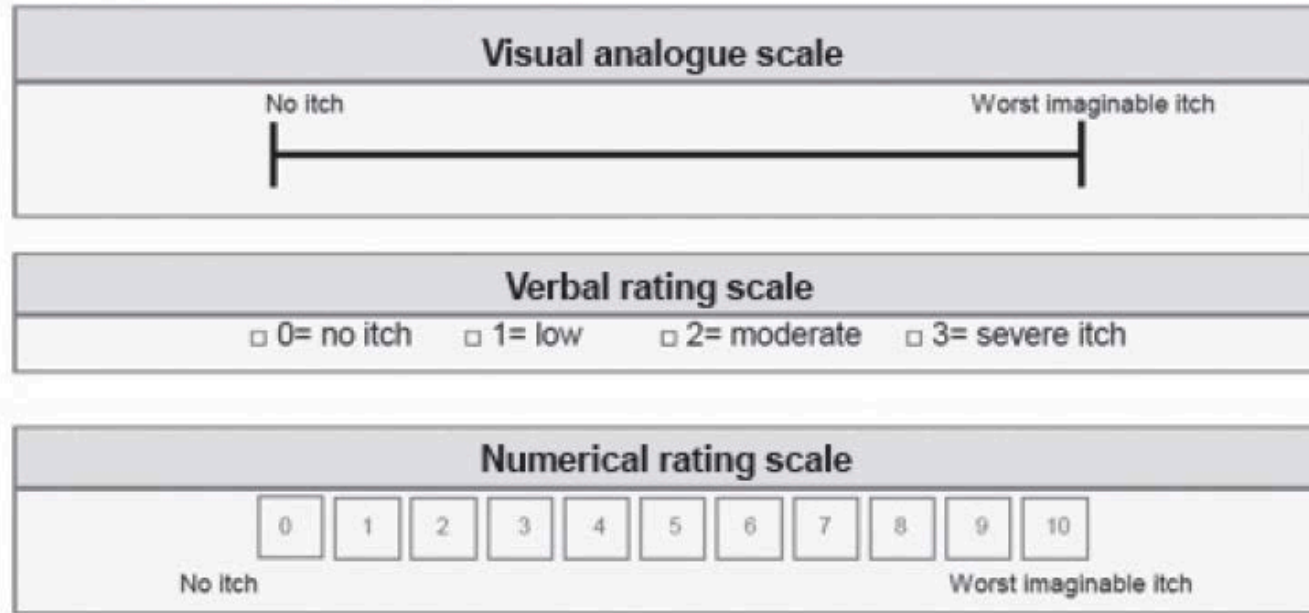 Visual analogue scale
No itch Worst imaginable itch
Verbal rating scale
□ 0= no itch □ 1= low □ 2= moderate □ 3= severe itch
Numerical rating scale
0 1 2 3 4 5 6 7 8 9 10
No itch Worst imaginable itch